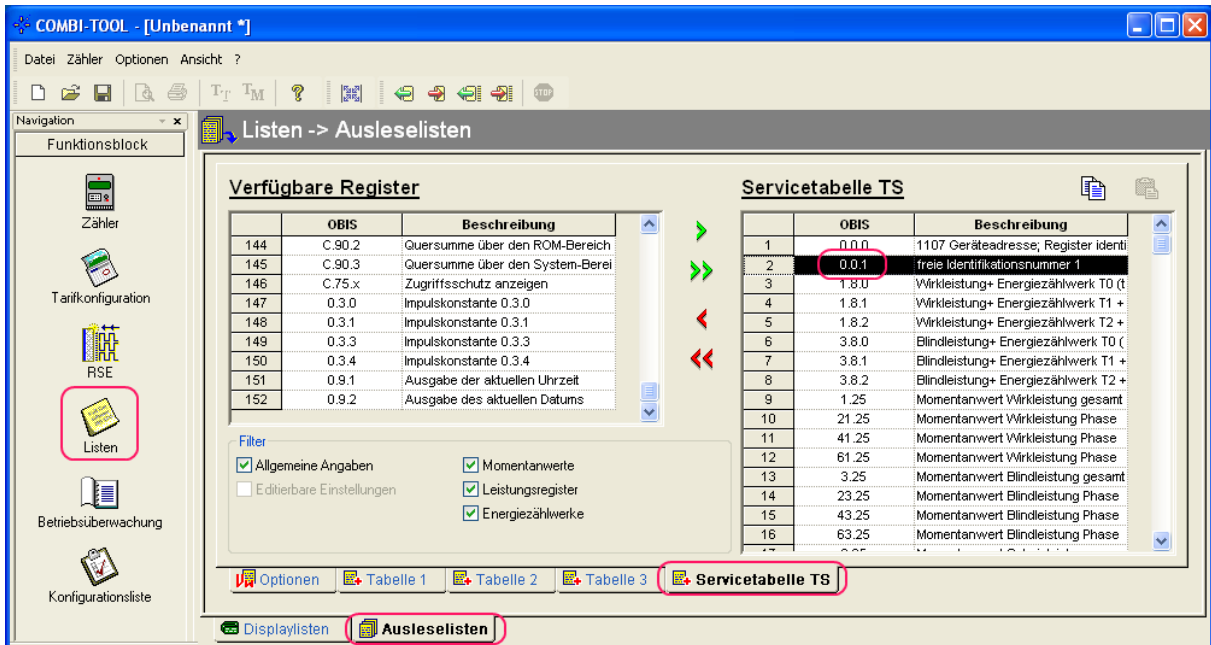 COMBI-TOOL - [Unbenannt *]
Datei Zähler Optionen Ansicht ?
Navigation
Funktionsblock
Zähler
Tarifkonfiguration
RSE
Listen
Betriebsüberwachung
Konfigurationsliste
Listen -> Ausleselisten
Verfügbare Register
OBIS Beschreibung
144 C.90.2 Quersumme über den ROM-Bereich
145 C.90.3 Quersumme über den System-Berei
146 C.75.x Zugriffsschutz anzeigen
147 0.3.0 Impulskonstante 0.3.0
148 0.3.1 Impulskonstante 0.3.1
149 0.3.3 Impulskonstante 0.3.3
150 0.3.4 Impulskonstante 0.3.4
151 0.9.1 Ausgabe der aktuellen Uhrzeit
152 0.9.2 Ausgabe des aktuellen Datums
Filter
Allgemeine Angaben
Editierbare Einstellungen
Momentanwerte
Leistungsregister
Energiezählwerke
Servicetabelle TS
OBIS Beschreibung
1 0.0.0 1107 Geräteadresse; Register identi
2 0.0.1 freie Identifikationsnummer 1
3 1.8.0 Wirkleistung+ Energiezählwerk T0 (t
4 1.8.1 Wirkleistung+ Energiezählwerk T1 +
5 1.8.2 Wirkleistung+ Energiezählwerk T2 +
6 3.8.0 Blindleistung+ Energiezählwerk T0 (
7 3.8.1 Blindleistung+ Energiezählwerk T1 +
8 3.8.2 Blindleistung+ Energiezählwerk T2 +
9 1.25 Momentanwert Wirkleistung gesamt
10 21.25 Momentanwert Wirkleistung Phase
11 41.25 Momentanwert Wirkleistung Phase
12 61.25 Momentanwert Wirkleistung Phase
13 3.25 Momentanwert Blindleistung gesamt
14 23.25 Momentanwert Blindleistung Phase
15 43.25 Momentanwert Blindleistung Phase
16 63.25 Momentanwert Blindleistung Phase
Optionen Tabelle 1 Tabelle 2 Tabelle 3 Servicetabelle TS
Displaylisten Ausleselisten